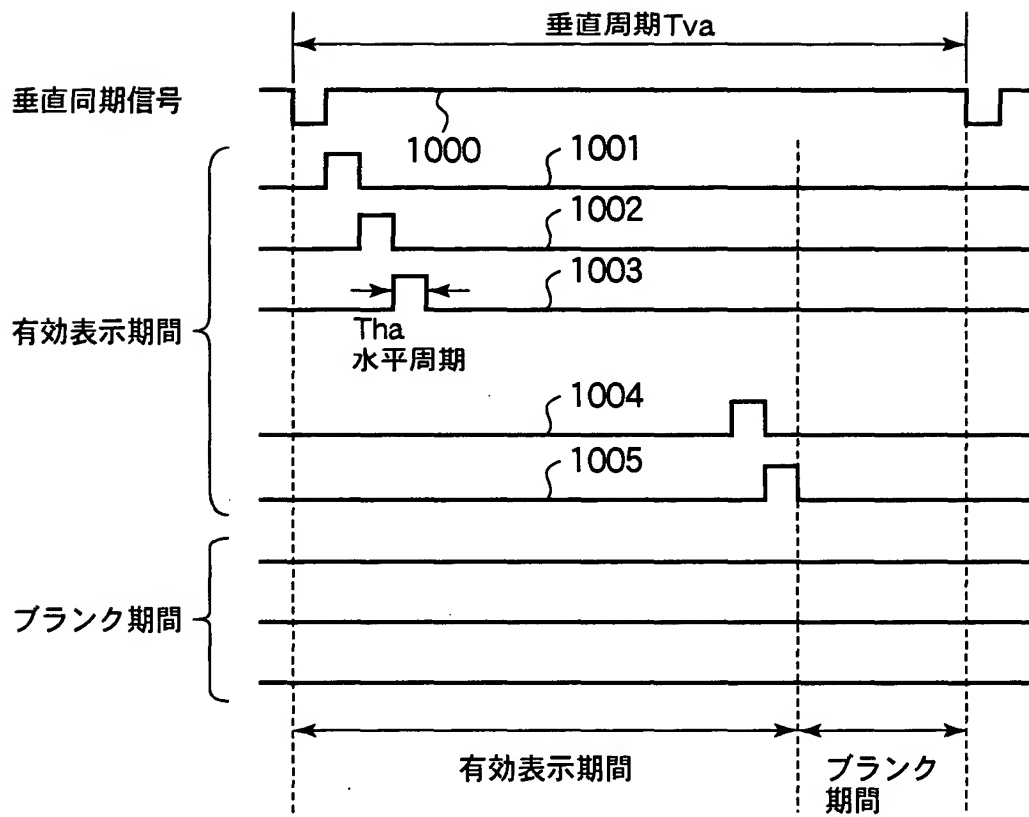 垂直周期Tva
垂直同期信号
1000
1001
1002
1003
有効表示期間
Tha
水平周期
1004
1005
ブランク期間
有効表示期間
ブランク
期間